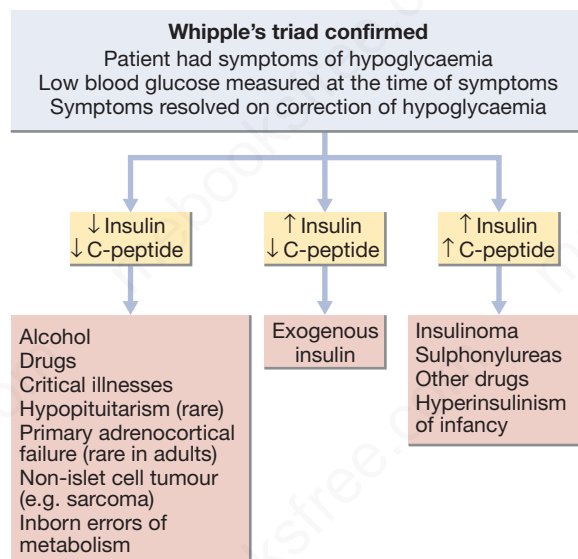 Whipple's triad confirmed
Patient had symptoms of hypoglycaemia
Low blood glucose measured at the time of symptoms
Symptoms resolved on correction of hypoglycaemia
↓ Insulin
↓ C-peptide
↑ Insulin
↓ C-peptide
↑ Insulin
↑ C-peptide
Alcohol
Drugs
Critical illnesses
Hypopituitarism (rare)
Primary adrenocortical
failure (rare in adults)
Non-islet cell tumour
(e.g. sarcoma)
Inborn errors of
metabolism
Exogenous
insulin
Insulinoma
Sulphonylureas
Other drugs
Hyperinsulinism
of infancy